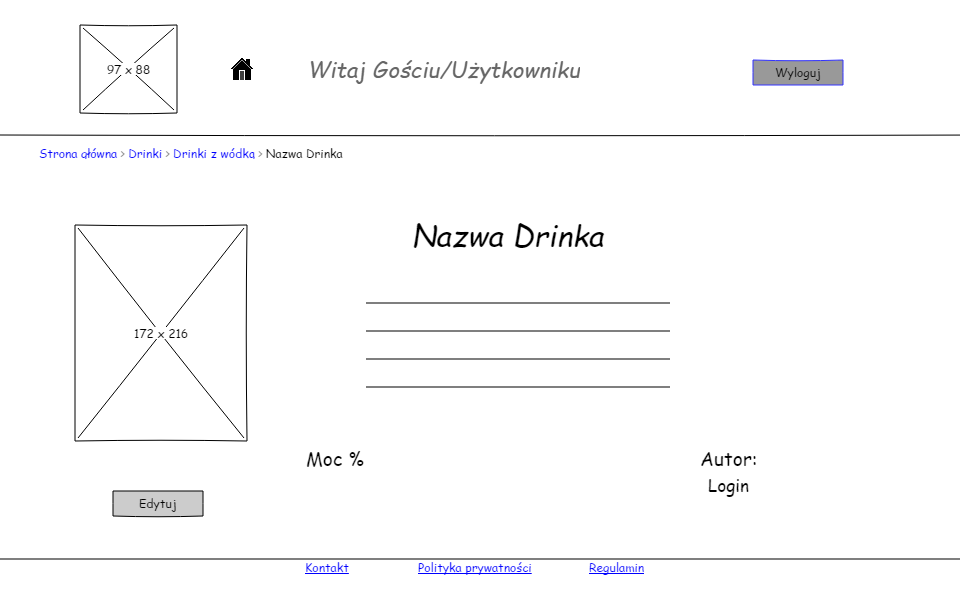 97 x 88
Witaj Gościu/Użytkowniku
Wyloguj
Strona główna > Drinki > Drinki z wódką > Nazwa Drinka
Nazwa Drinka
172 x 216
Moc %
Autor:
Login
Edytuj
Kontakt
Polityka prywatności
Regulamin